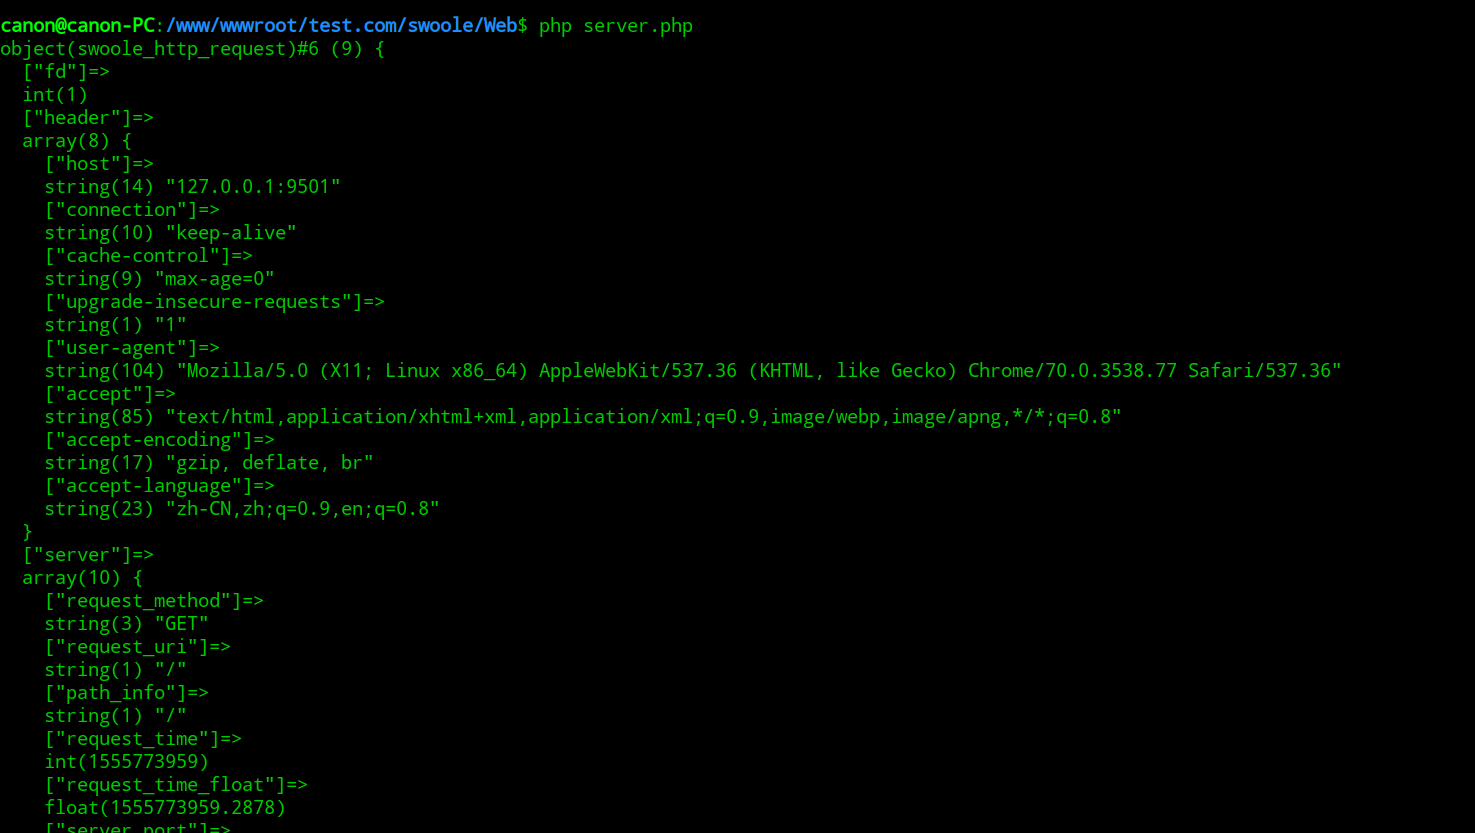 canon@canon-PC:/www/wwwroot/test.com/swoole/Web$ php server.php
object(swoole_http_request)#6 (9) {
  ["fd"]=>
  int(1)
  ["header"]=>
  array(8) {
    ["host"]=>
    string(14) "127.0.0.1:9501"
    ["connection"]=>
    string(10) "keep-alive"
    ["cache-control"]=>
    string(9) "max-age=0"
    ["upgrade-insecure-requests"]=>
    string(1) "1"
    ["user-agent"]=>
    string(104) "Mozilla/5.0 (X11; Linux x86_64) AppleWebKit/537.36 (KHTML, like Gecko) Chrome/70.0.3538.77 Safari/537.36"
    ["accept"]=>
    string(85) "text/html,application/xhtml+xml,application/xml;q=0.9,image/webp,image/apng,*/*;q=0.8"
    ["accept-encoding"]=>
    string(17) "gzip, deflate, br"
    ["accept-language"]=>
    string(23) "zh-CN,zh;q=0.9,en;q=0.8"
  }
  ["server"]=>
  array(10) {
    ["request_method"]=>
    string(3) "GET"
    ["request_uri"]=>
    string(1) "/"
    ["path_info"]=>
    string(1) "/"
    ["request_time"]=>
    int(1555773959)
    ["request_time_float"]=>
    float(1555773959.2878)
    ["server_port"]=>